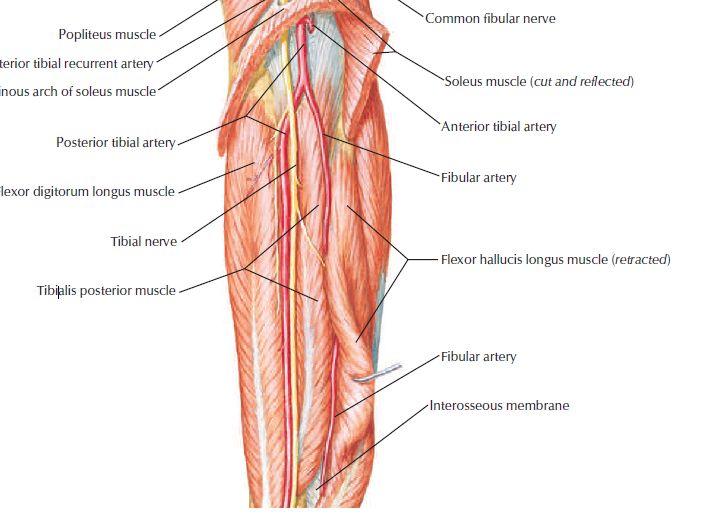 Popliteus muscle
terior tibial recurrent artery
inous arch of soleus muscle
Posterior tibial artery
lexor digitorum longus muscle
Tibial nerve
Tibialis posterior muscle
Common fibular nerve
Soleus muscle (cut and reflected)
Anterior tibial artery
Fibular artery
Flexor hallucis longus muscle (retracted)
Fibular artery
Interosseous membrane